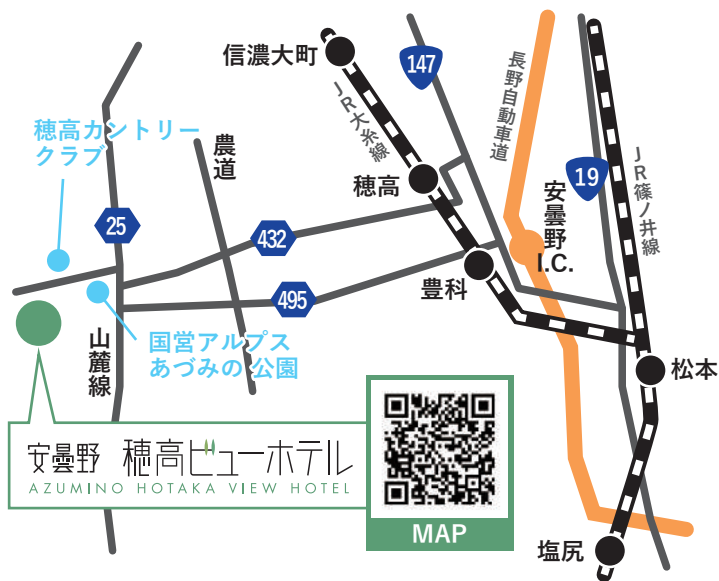 信濃大町
147
長野自動車道
JR大糸線
穂高カントリー
クラブ
農道
穂高
19
安曇野
I.C.
JR篠ノ井線
25
432
495
豊科
山麓線
国営アルプス
あづみの 公園
松本
安曇野 穂高ビューホテル
AZUMINO HOTAKA VIEW HOTEL
MAP
塩尻